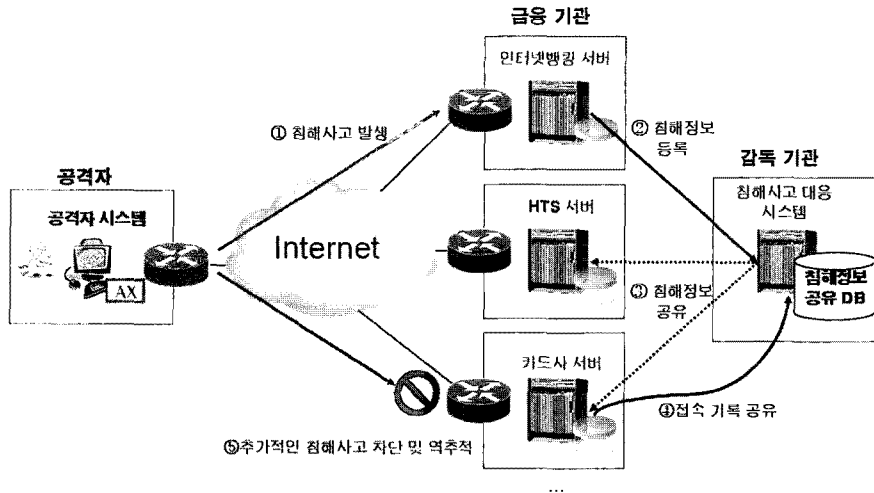 금융 기관
인터넷뱅킹 서버
① 침해사고 발생
② 침해정보
등록
감독 기관
공격자
침해사고 대응
시스템
공격자 시스템
HTS 서버
Internet
AX
침해정보
공유 DB
③ 침해정보
공유
카드사 서버
④접속 기록 공유
⑤추가적인 침해사고 차단 및 역추적
...